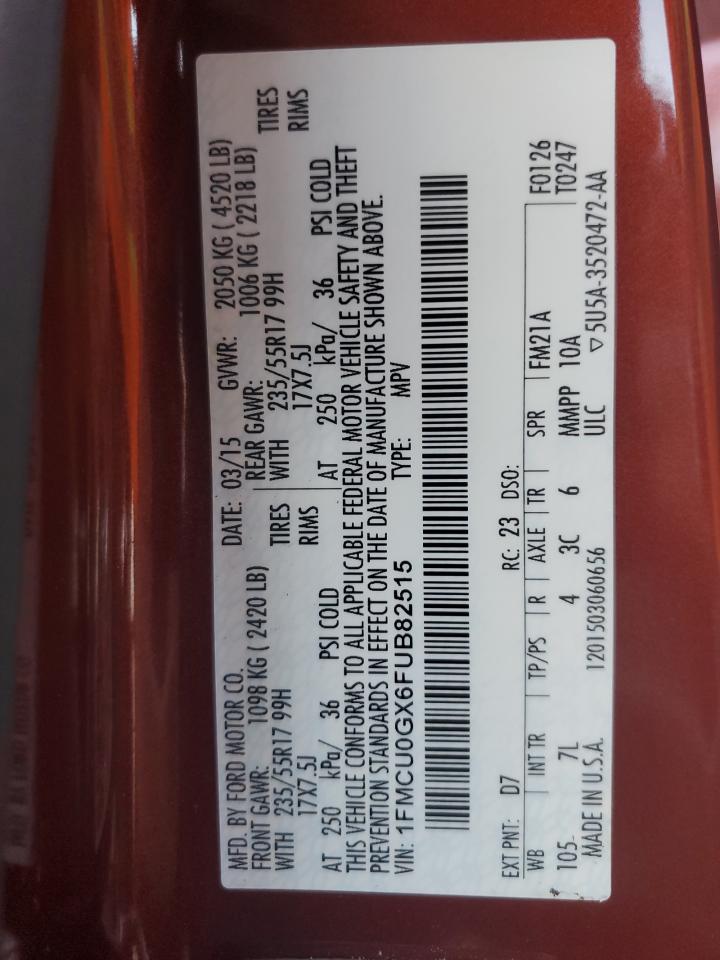 MFD. BY FORD MOTOR CO. DATE: 03/15 GVWR: 2050 KG ( 4520 LB)
FRONT GAWR: 1098 KG ( 2420 LB) REAR GAWR: 1006 KG ( 2218 LB)
WITH 235/55R17 99H TIRES WITH 235/55R17 99H TIRES
17X7.5J RIMS 17X7.5J RIMS
AT 250 kPa/ 36 PSI COLD AT 250 kPa/ 36 PSI COLD
THIS VEHICLE CONFORMS TO ALL APPLICABLE FEDERAL MOTOR VEHICLE SAFETY AND THEFT
PREVENTION STANDARDS IN EFFECT ON THE DATE OF MANUFACTURE SHOWN ABOVE.
VIN: 1FMCU0GX6FUB82515 TYPE: MPV
EXT PNT: D7 RC: 23 DSO:
WB INT TR TP/PS R AXLE TR SPR FM21A F0126
105- 7L 4 3C 6 MMPP 10A T0247
MADE IN U.S.A. 1201503060656 ULC ▽5U5A-3520472-AA